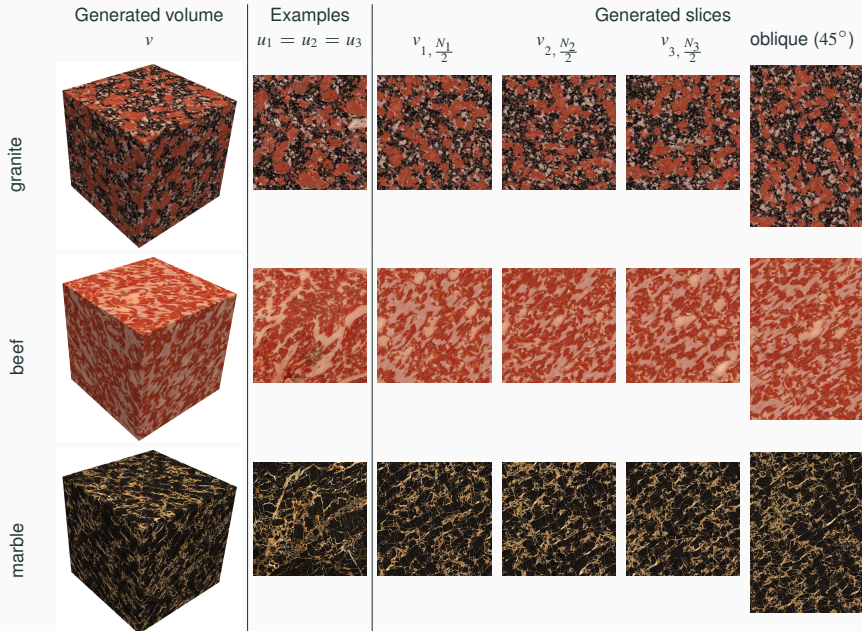 Generated volume Examples Generated slices
v u₁ = u₂ = u₃ v₁, N₁/2 v₂, N₂/2 v₃, N₃/2 oblique (45°)
granite
beef
marble